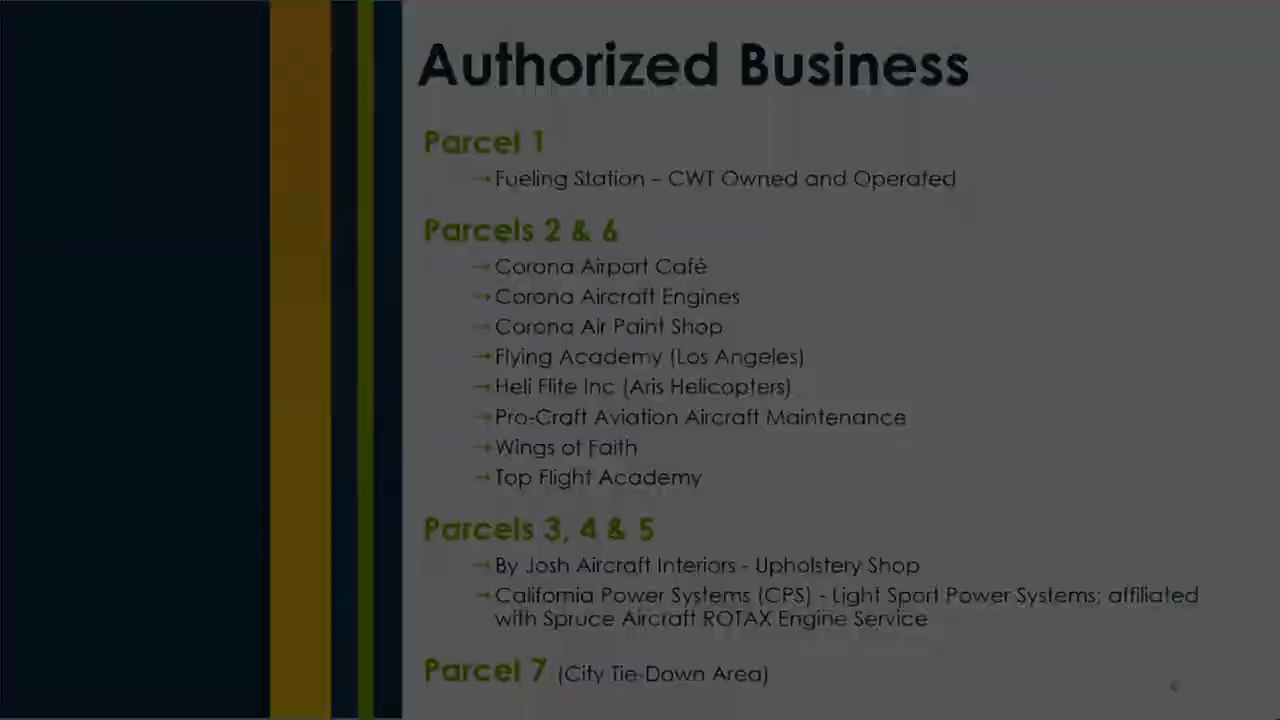 Authorized Business
Parcel 1
→Fueling Station – CWT Owned and Operated
Parcels 2 & 6
→Corona Airport Café
→Corona Aircraft Engines
→Corona Air Paint Shop
→Flying Academy (Los Angeles)
→Heli Flite Inc (Aris Helicopters)
→Pro-Craft Aviation Aircraft Maintenance
→Wings of Faith
→Top Flight Academy
Parcels 3, 4 & 5
→By Josh Aircraft Interiors - Upholstery Shop
→California Power Systems (CPS) - Light Sport Power Systems; affiliated
with Spruce Aircraft ROTAX Engine Service
Parcel 7 (City Tie-Down Area)